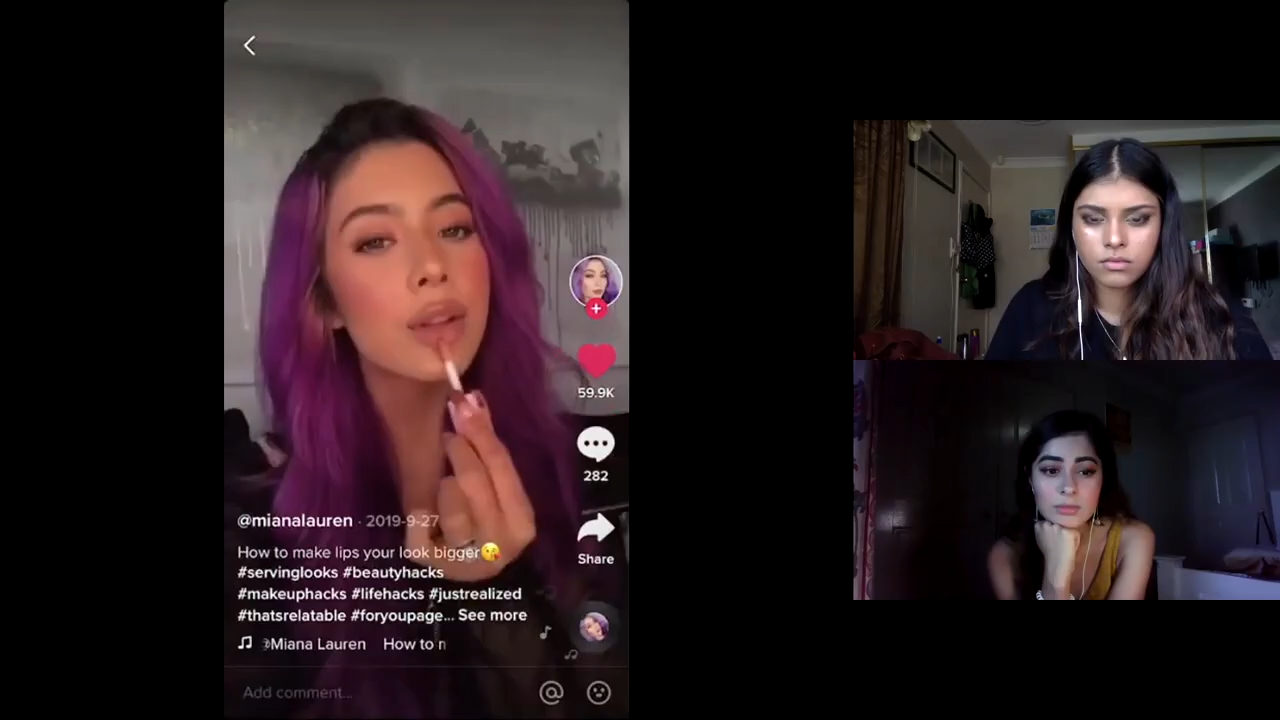 59.9K
282
Share
@mianalauren · 2019-9-27
How to make lips your look bigger😘
#servinglooks #beautyhacks
#makeuphacks #lifehacks #justrealized
#thatsrelatable #foryoupage... See more
@Miana Lauren How to
Add comment...